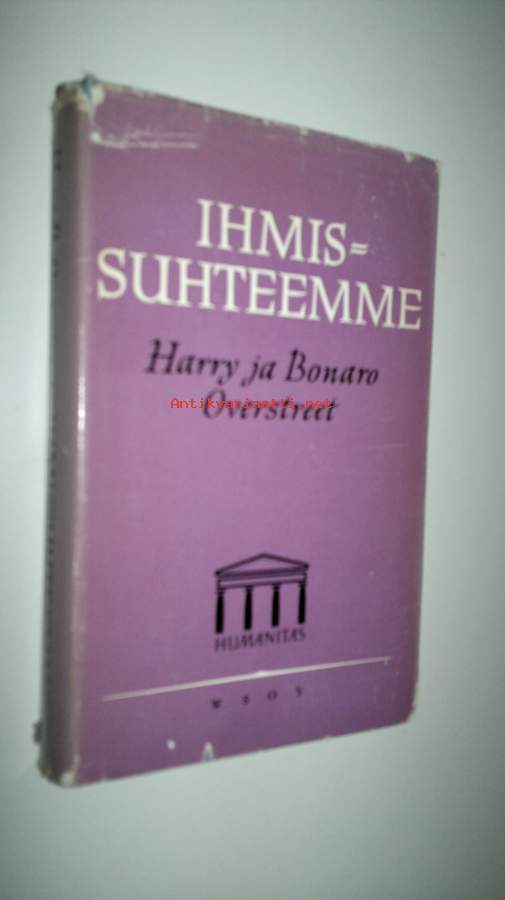 IHMIS=
SUHTEEMME
Harry ja Bonaro
Antikvariaatti.net
Overstreet
HUMANITAS
WSOY